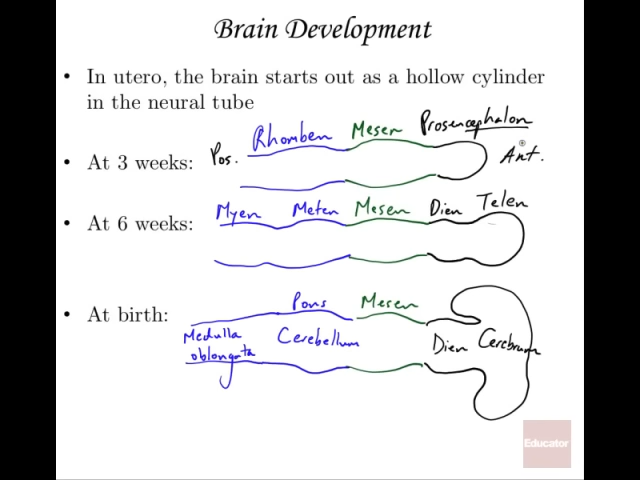 Brain Development
• In utero, the brain starts out as a hollow cylinder
in the neural tube
Rhomben Mesen Prosencephalon
• At 3 weeks: Pos. Ant.
• At 6 weeks: Myen Meten Mesen Dien Telen
Pons Mesen
• At birth:
Medulla oblongata Cerebellum Dien Cerebrum
Educator